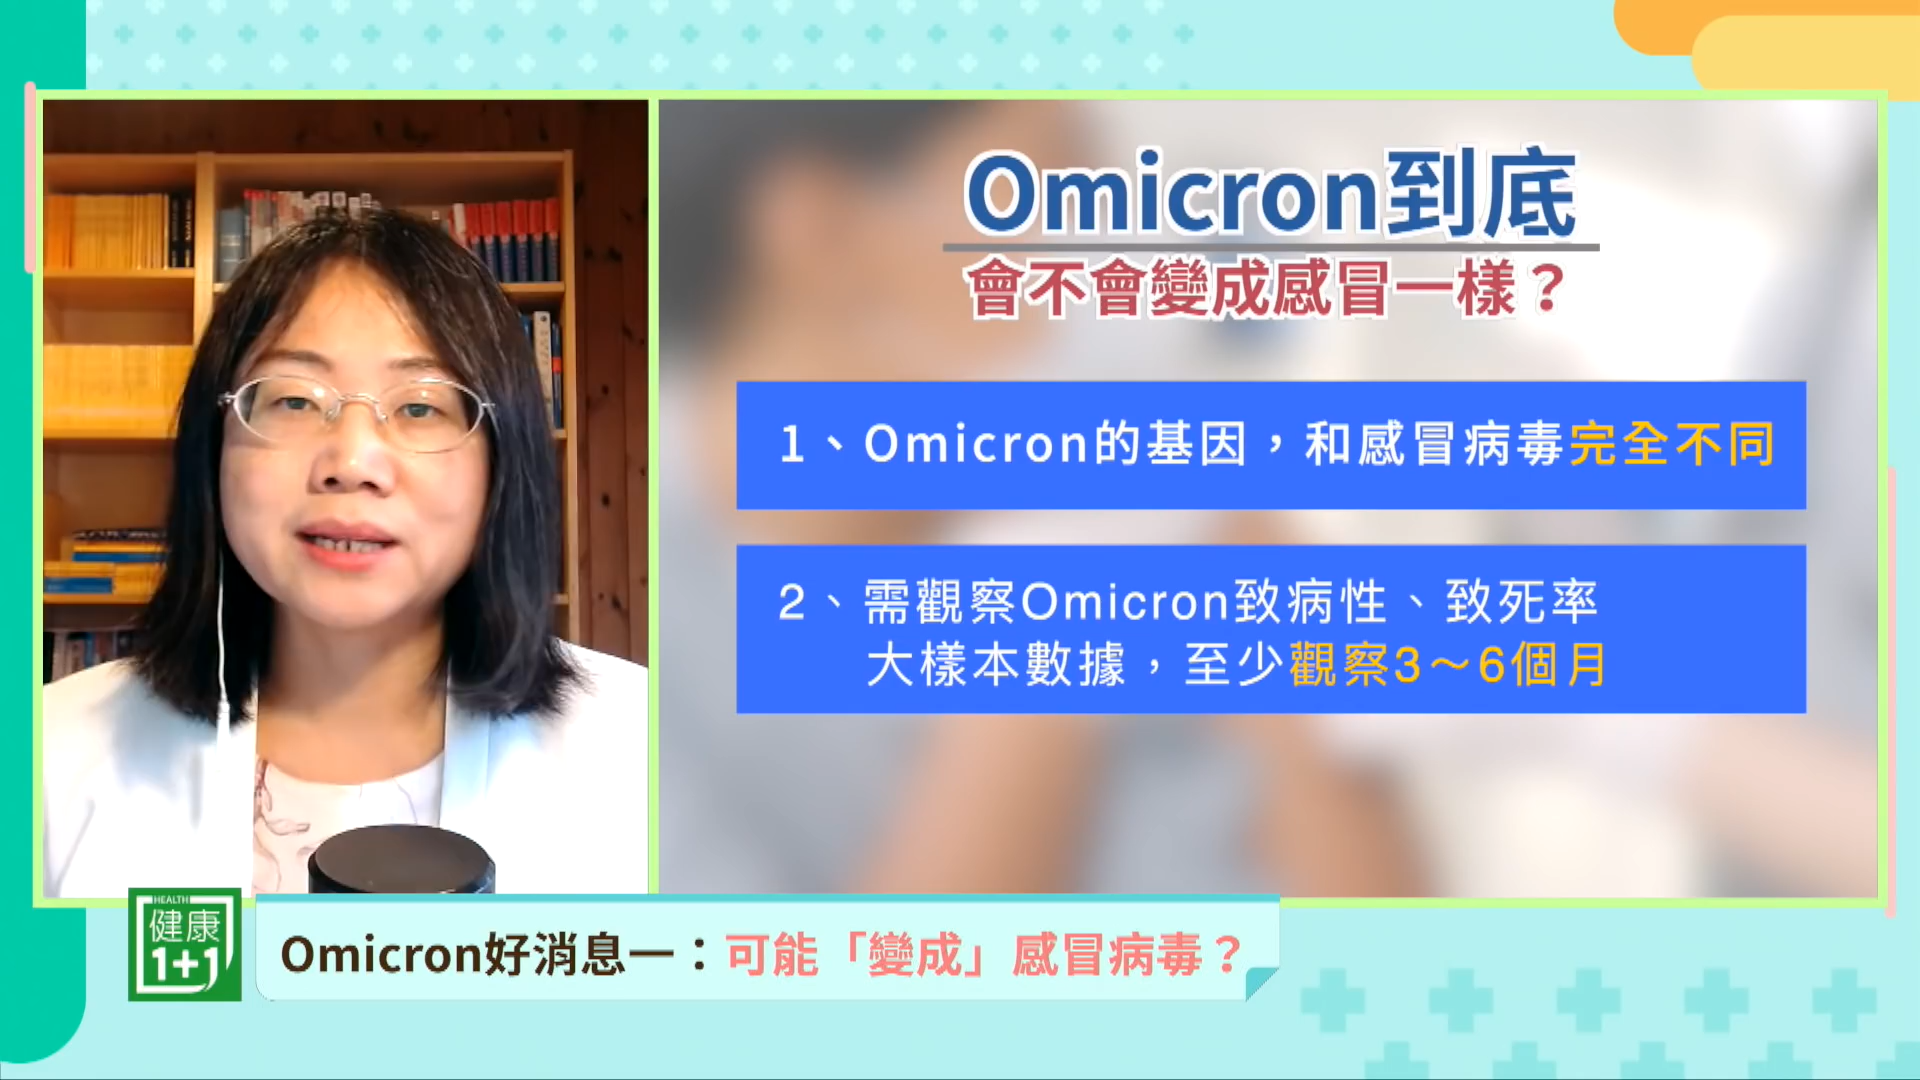 Omicron到底
會不會變成感冒一樣？
1、Omicron的基因，和感冒病毒完全不同
2、需觀察Omicron致病性、致死率
大樣本數據，至少觀察3～6個月
HEALTH
健康
1+1
Omicron好消息一：可能「變成」感冒病毒？